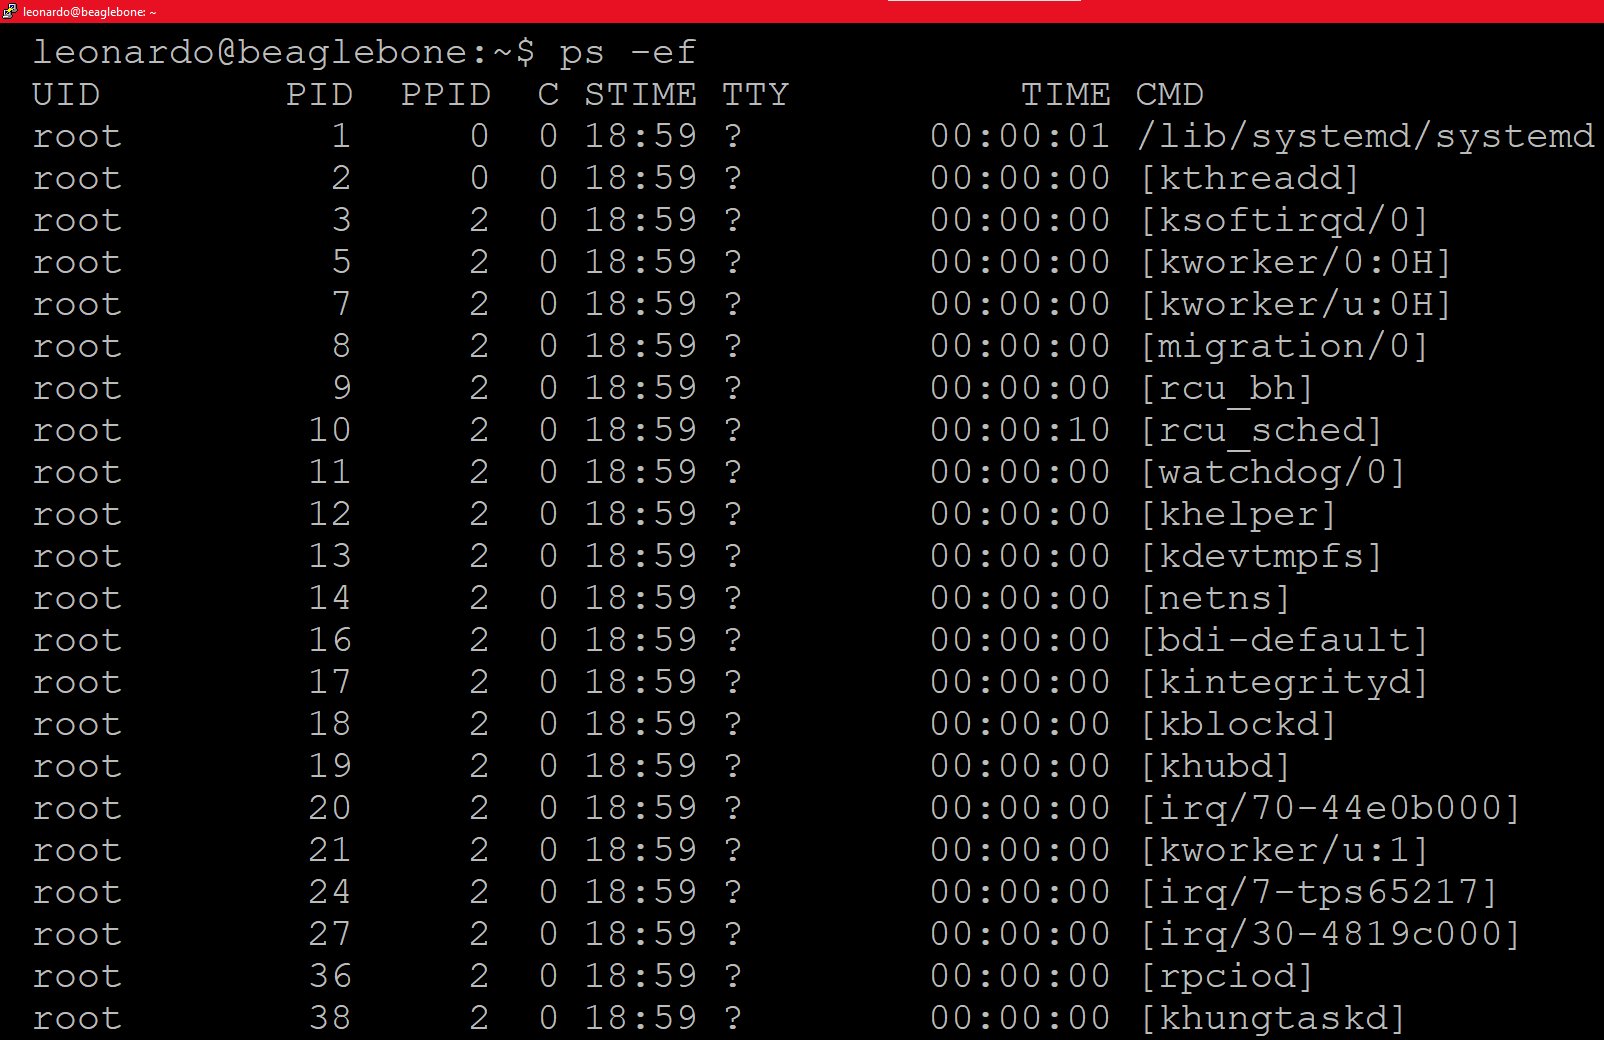 leonardo@beaglebone: ~
leonardo@beaglebone:~$ ps -ef
UID        PID  PPID  C STIME TTY          TIME CMD
root         1     0  0 18:59 ?        00:00:01 /lib/systemd/systemd
root         2     0  0 18:59 ?        00:00:00 [kthreadd]
root         3     2  0 18:59 ?        00:00:00 [ksoftirqd/0]
root         5     2  0 18:59 ?        00:00:00 [kworker/0:0H]
root         7     2  0 18:59 ?        00:00:00 [kworker/u:0H]
root         8     2  0 18:59 ?        00:00:00 [migration/0]
root         9     2  0 18:59 ?        00:00:00 [rcu_bh]
root        10     2  0 18:59 ?        00:00:10 [rcu_sched]
root        11     2  0 18:59 ?        00:00:00 [watchdog/0]
root        12     2  0 18:59 ?        00:00:00 [khelper]
root        13     2  0 18:59 ?        00:00:00 [kdevtmpfs]
root        14     2  0 18:59 ?        00:00:00 [netns]
root        16     2  0 18:59 ?        00:00:00 [bdi-default]
root        17     2  0 18:59 ?        00:00:00 [kintegrityd]
root        18     2  0 18:59 ?        00:00:00 [kblockd]
root        19     2  0 18:59 ?        00:00:00 [khubd]
root        20     2  0 18:59 ?        00:00:00 [irq/70-44e0b000]
root        21     2  0 18:59 ?        00:00:00 [kworker/u:1]
root        24     2  0 18:59 ?        00:00:00 [irq/7-tps65217]
root        27     2  0 18:59 ?        00:00:00 [irq/30-4819c000]
root        36     2  0 18:59 ?        00:00:00 [rpciod]
root        38     2  0 18:59 ?        00:00:00 [khungtaskd]